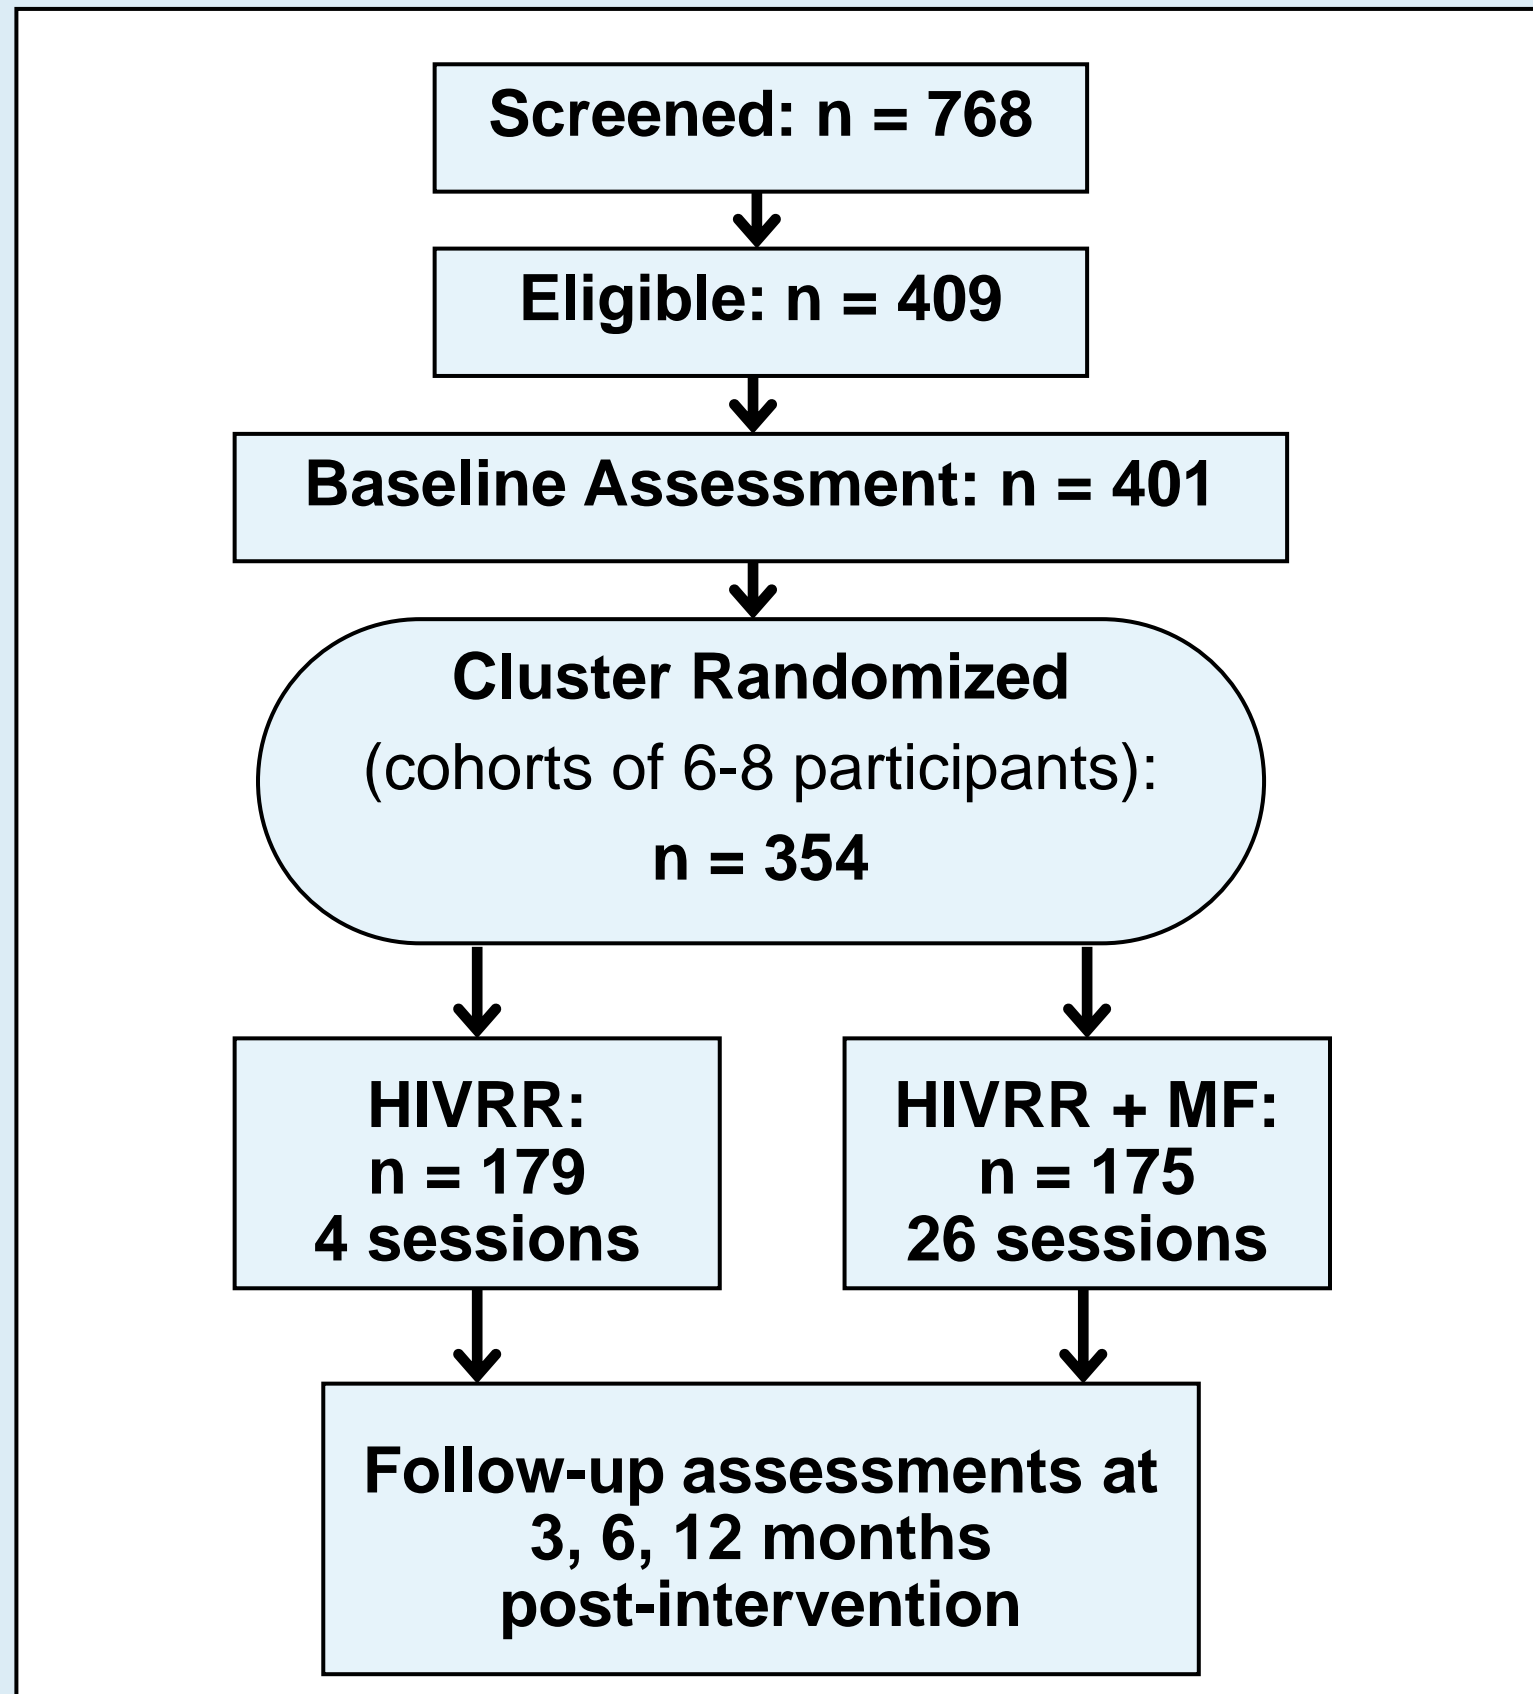 Screened: n = 768
Eligible: n = 409
Baseline Assessment: n = 401
Cluster Randomized
(cohorts of 6-8 participants):
n = 354
HIVRR:
n = 179
4 sessions
HIVRR + MF:
n = 175
26 sessions
Follow-up assessments at
3, 6, 12 months
post-intervention